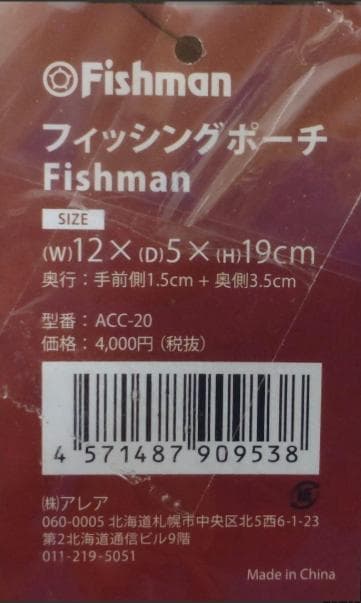 Fishman
フィッシングポーチ
Fishman
SIZE
(W)12×(D)5×(H)19cm
奥行：手前側1.5cm + 奥側3.5cm
型番：ACC-20
価格：4,000円（税抜）
4 571487 909538
㈱アレア
060-0005 北海道札幌市中央区北5西6-1-23
第2北海道通信ビル9階
011-219-5051
Made in China